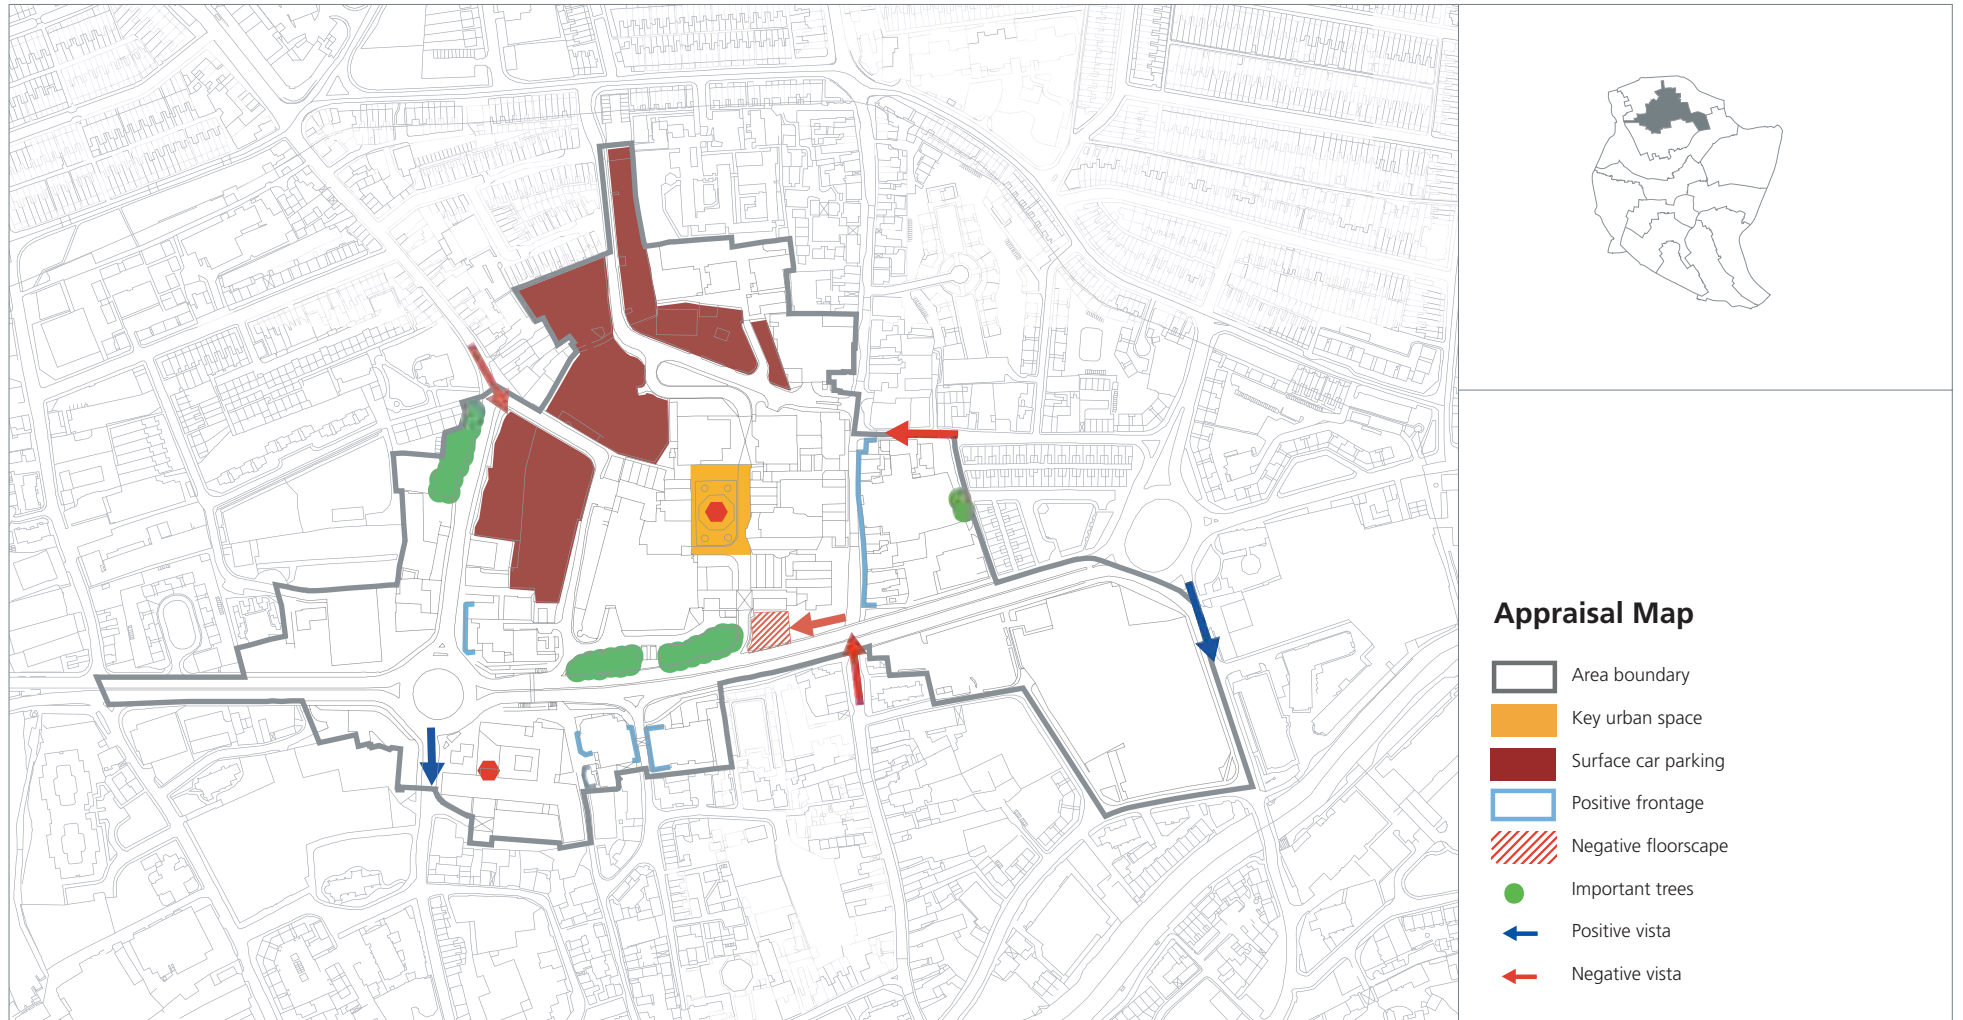 Appraisal Map
Area boundary
Key urban space
Surface car parking
Positive frontage
Negative floorscape
Important trees
Positive vista
Negative vista